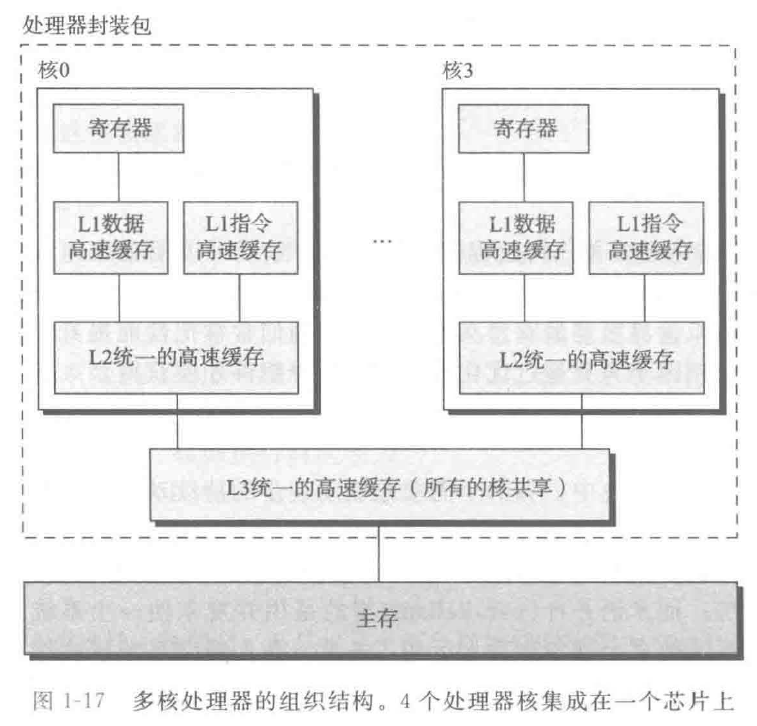 处理器封装包
核0
核3
寄存器
寄存器
L1数据
高速缓存
L1指令
高速缓存
...
L1数据
高速缓存
L1指令
高速缓存
L2统一的高速缓存
L2统一的高速缓存
L3统一的高速缓存（所有的核共享）
主存
图 1-17 多核处理器的组织结构。4 个处理器核集成在一个芯片上